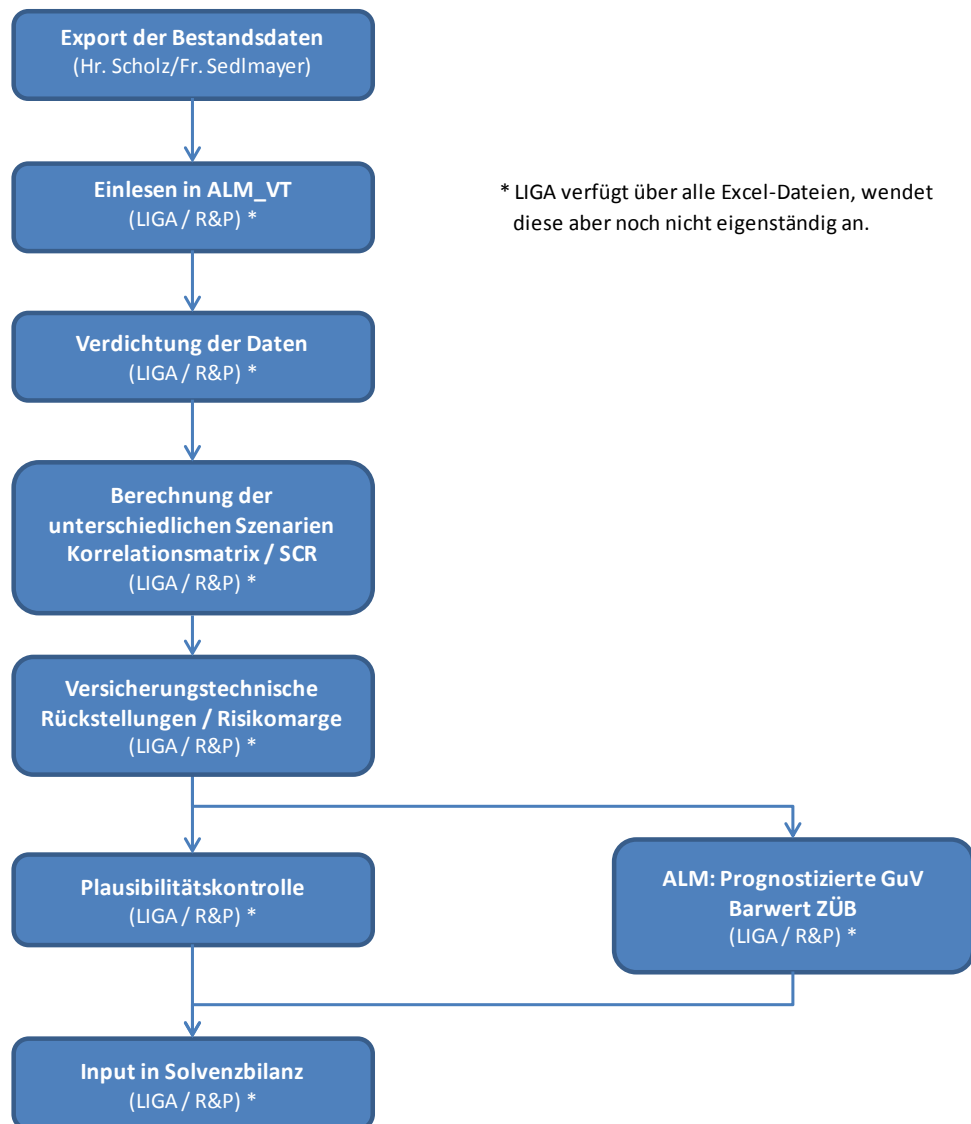 Export der Bestandsdaten
(Hr. Scholz/Fr. Sedlmayer)
Einlesen in ALM_VT
(LIGA / R&P) *
* LIGA verfügt über alle Excel-Dateien, wendet
diese aber noch nicht eigenständig an.
Verdichtung der Daten
(LIGA / R&P) *
Berechnung der
unterschiedlichen Szenarien
Korrelationsmatrix / SCR
(LIGA / R&P) *
Versicherungstechnische
Rückstellungen / Risikomarge
(LIGA / R&P) *
Plausibilitätskontrolle
(LIGA / R&P) *
ALM: Prognostizierte GuV
Barwert ZÜB
(LIGA / R&P) *
Input in Solvenzbilanz
(LIGA / R&P) *